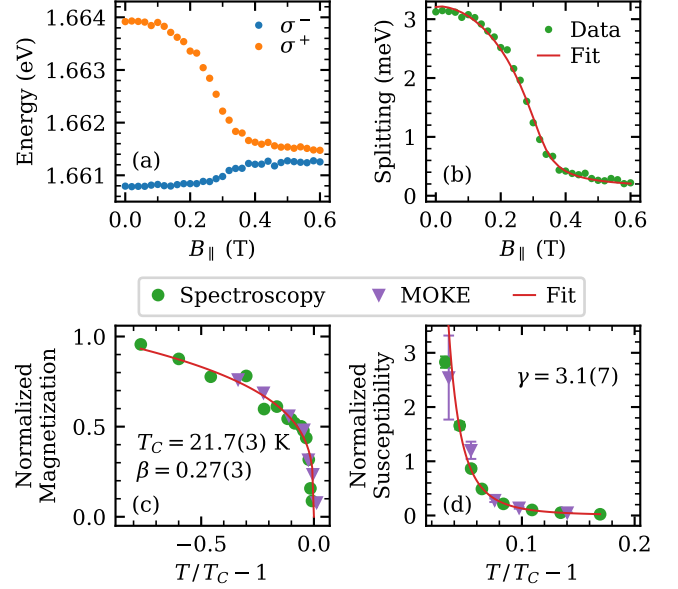 1.664
1.663
1.662
1.661
Energy (eV)
σ⁻
σ⁺
(a)
0.0 0.2 0.4 0.6
B∥ (T)
3
2
1
0
Splitting (meV)
Data
Fit
(b)
0.0 0.2 0.4 0.6
B∥ (T)
Spectroscopy MOKE Fit
1.0
0.5
0.0
Normalized
Magnetization
T_C = 21.7(3) K
β = 0.27(3)
(c)
−0.5 0.0
T/T_C − 1
3
2
1
0
Normalized
Susceptibility
γ = 3.1(7)
(d)
0.1 0.2
T/T_C − 1